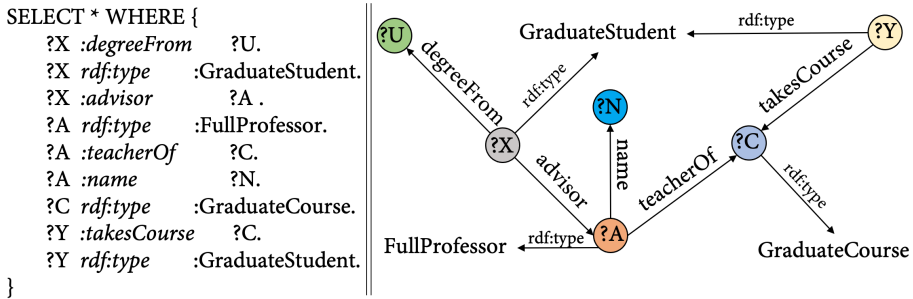 SELECT * WHERE {
?X :degreeFrom ?U.
?X rdf:type :GraduateStudent.
?X :advisor ?A .
?A rdf:type :FullProfessor.
?A :teacherOf ?C.
?A :name ?N.
?C rdf:type :GraduateCourse.
?Y :takesCourse ?C.
?Y rdf:type :GraduateStudent.
}
?U
GraduateStudent
rdf:type
?Y
degreeFrom
rdf:type
takesCourse
?N
?X
name
?C
advisor
teacherOf
rdf:type
?A
FullProfessor
rdf:type
GraduateCourse